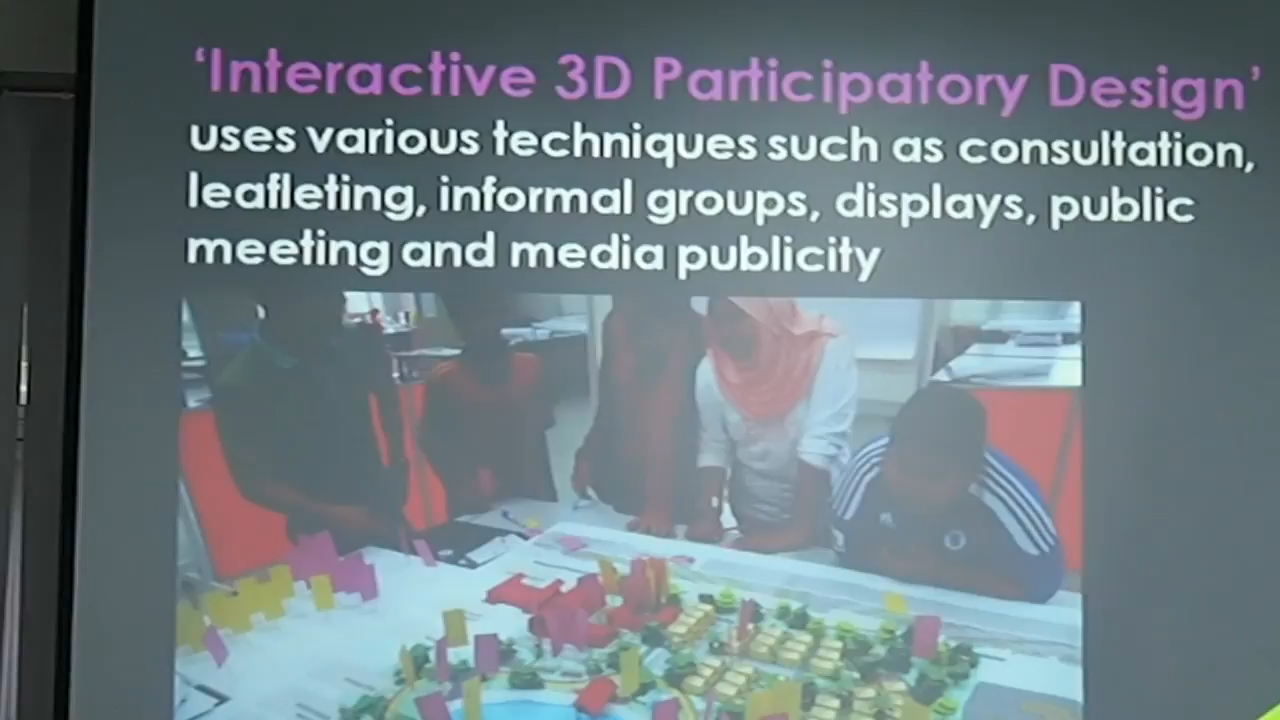 ‘Interactive 3D Participatory Design’
uses various techniques such as consultation,
leafleting, informal groups, displays, public
meeting and media publicity